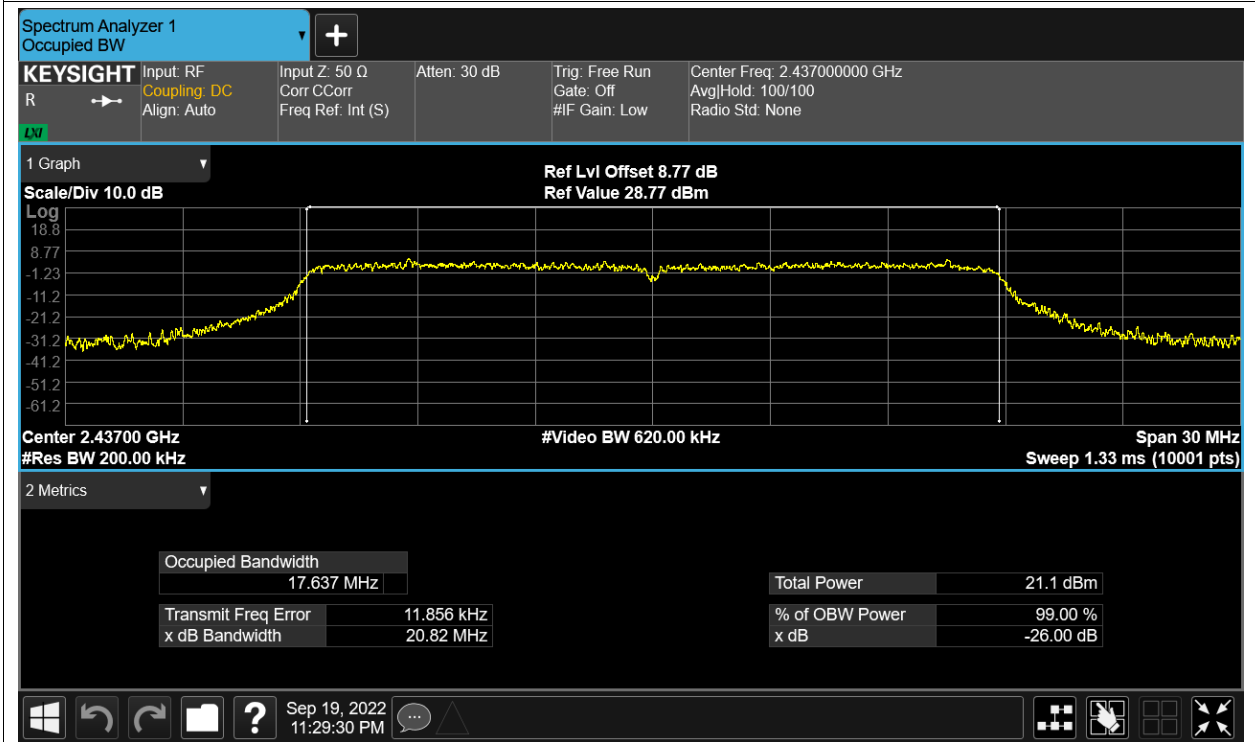 Spectrum Analyzer 1
Occupied BW
KEYSIGHT
R
LXI
Input: RF
Coupling: DC
Align: Auto
Input Z: 50 Ω
Corr CCorr
Freq Ref: Int (S)
Atten: 30 dB
Trig: Free Run
Gate: Off
#IF Gain: Low
Center Freq: 2.437000000 GHz
Avg|Hold: 100/100
Radio Std: None
1 Graph
Scale/Div 10.0 dB
Ref Lvl Offset 8.77 dB
Ref Value 28.77 dBm
Log
18.8
8.77
-1.23
-11.2
-21.2
-31.2
-41.2
-51.2
-61.2
Center 2.43700 GHz
#Res BW 200.00 kHz
#Video BW 620.00 kHz
Span 30 MHz
Sweep 1.33 ms (10001 pts)
2 Metrics
Occupied Bandwidth
17.637 MHz
Transmit Freq Error 11.856 kHz
x dB Bandwidth 20.82 MHz
Total Power 21.1 dBm
% of OBW Power 99.00 %
x dB -26.00 dB
?
Sep 19, 2022
11:29:30 PM